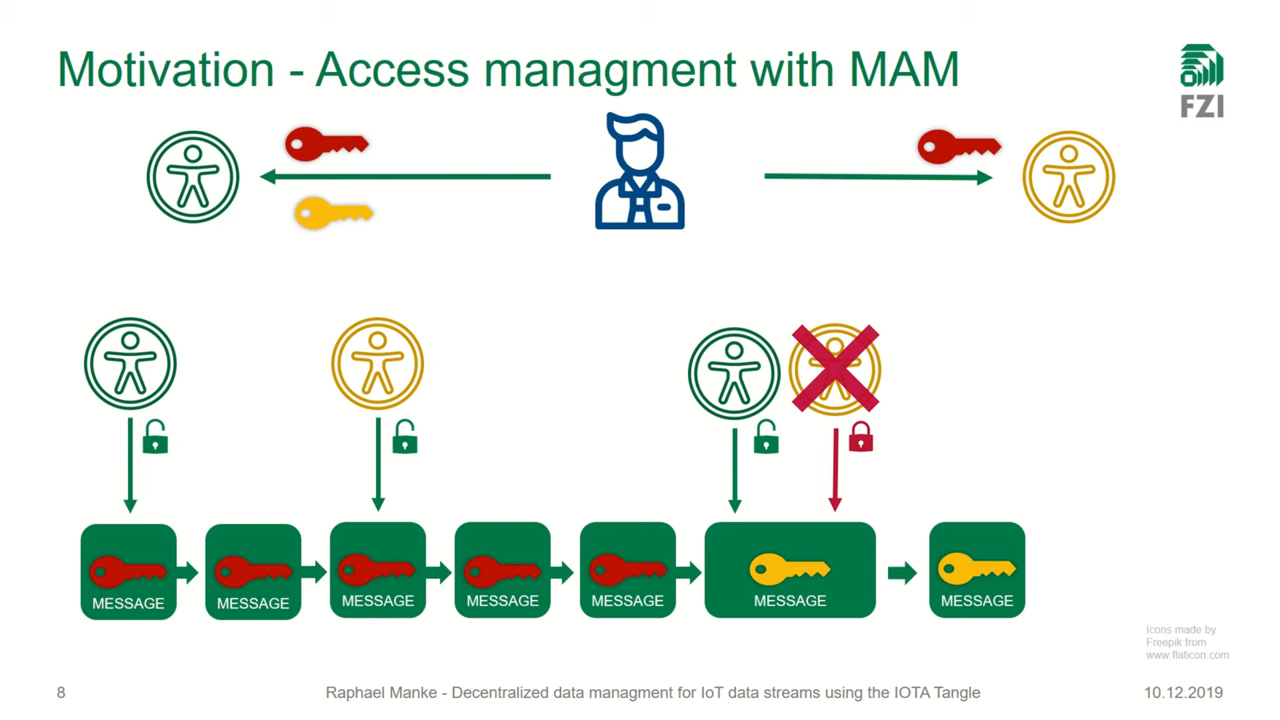 Motivation - Access managment with MAM
FZI
MESSAGE
MESSAGE
MESSAGE
MESSAGE
MESSAGE
MESSAGE
MESSAGE
Icons made by
Freepik from
www.flaticon.com
8
Raphael Manke - Decentralized data managment for IoT data streams using the IOTA Tangle
10.12.2019